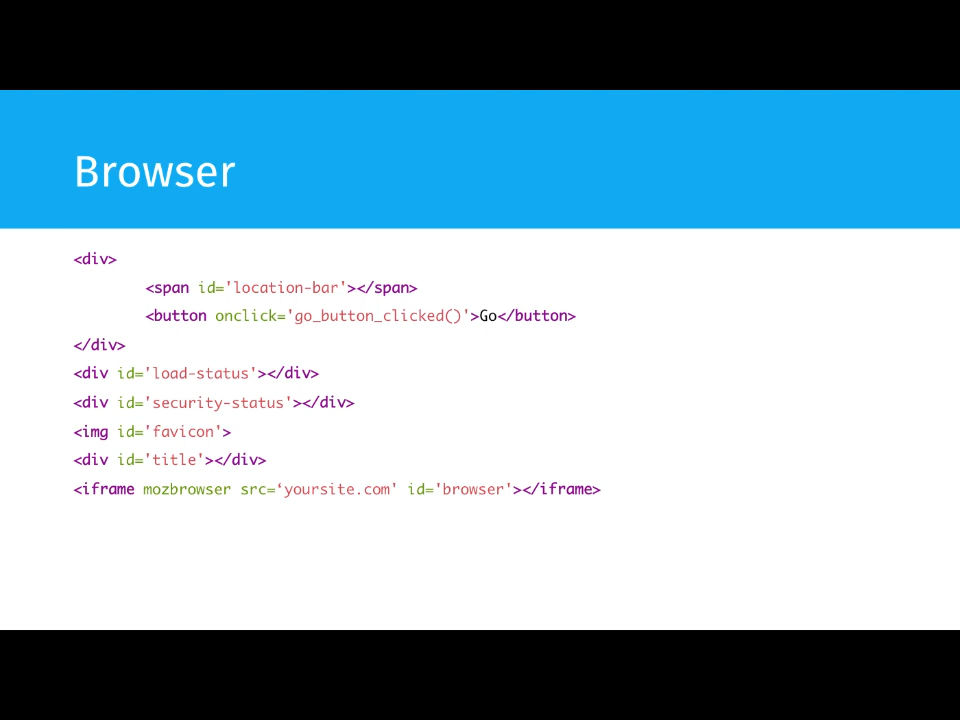 Browser
<div>
<span id='location-bar'></span>
<button onclick='go_button_clicked()'>Go</button>
</div>
<div id='load-status'></div>
<div id='security-status'></div>
<img id='favicon'>
<div id='title'></div>
<iframe mozbrowser src=‘yoursite.com' id='browser'></iframe>